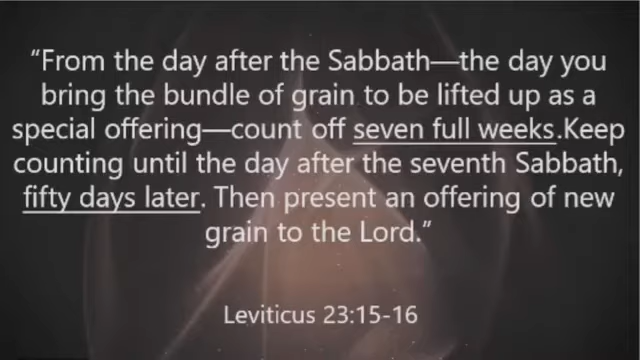 “From the day after the Sabbath—the day you
bring the bundle of grain to be lifted up as a
special offering—count off seven full weeks.Keep
counting until the day after the seventh Sabbath,
fifty days later. Then present an offering of new
grain to the Lord.”
Leviticus 23:15-16